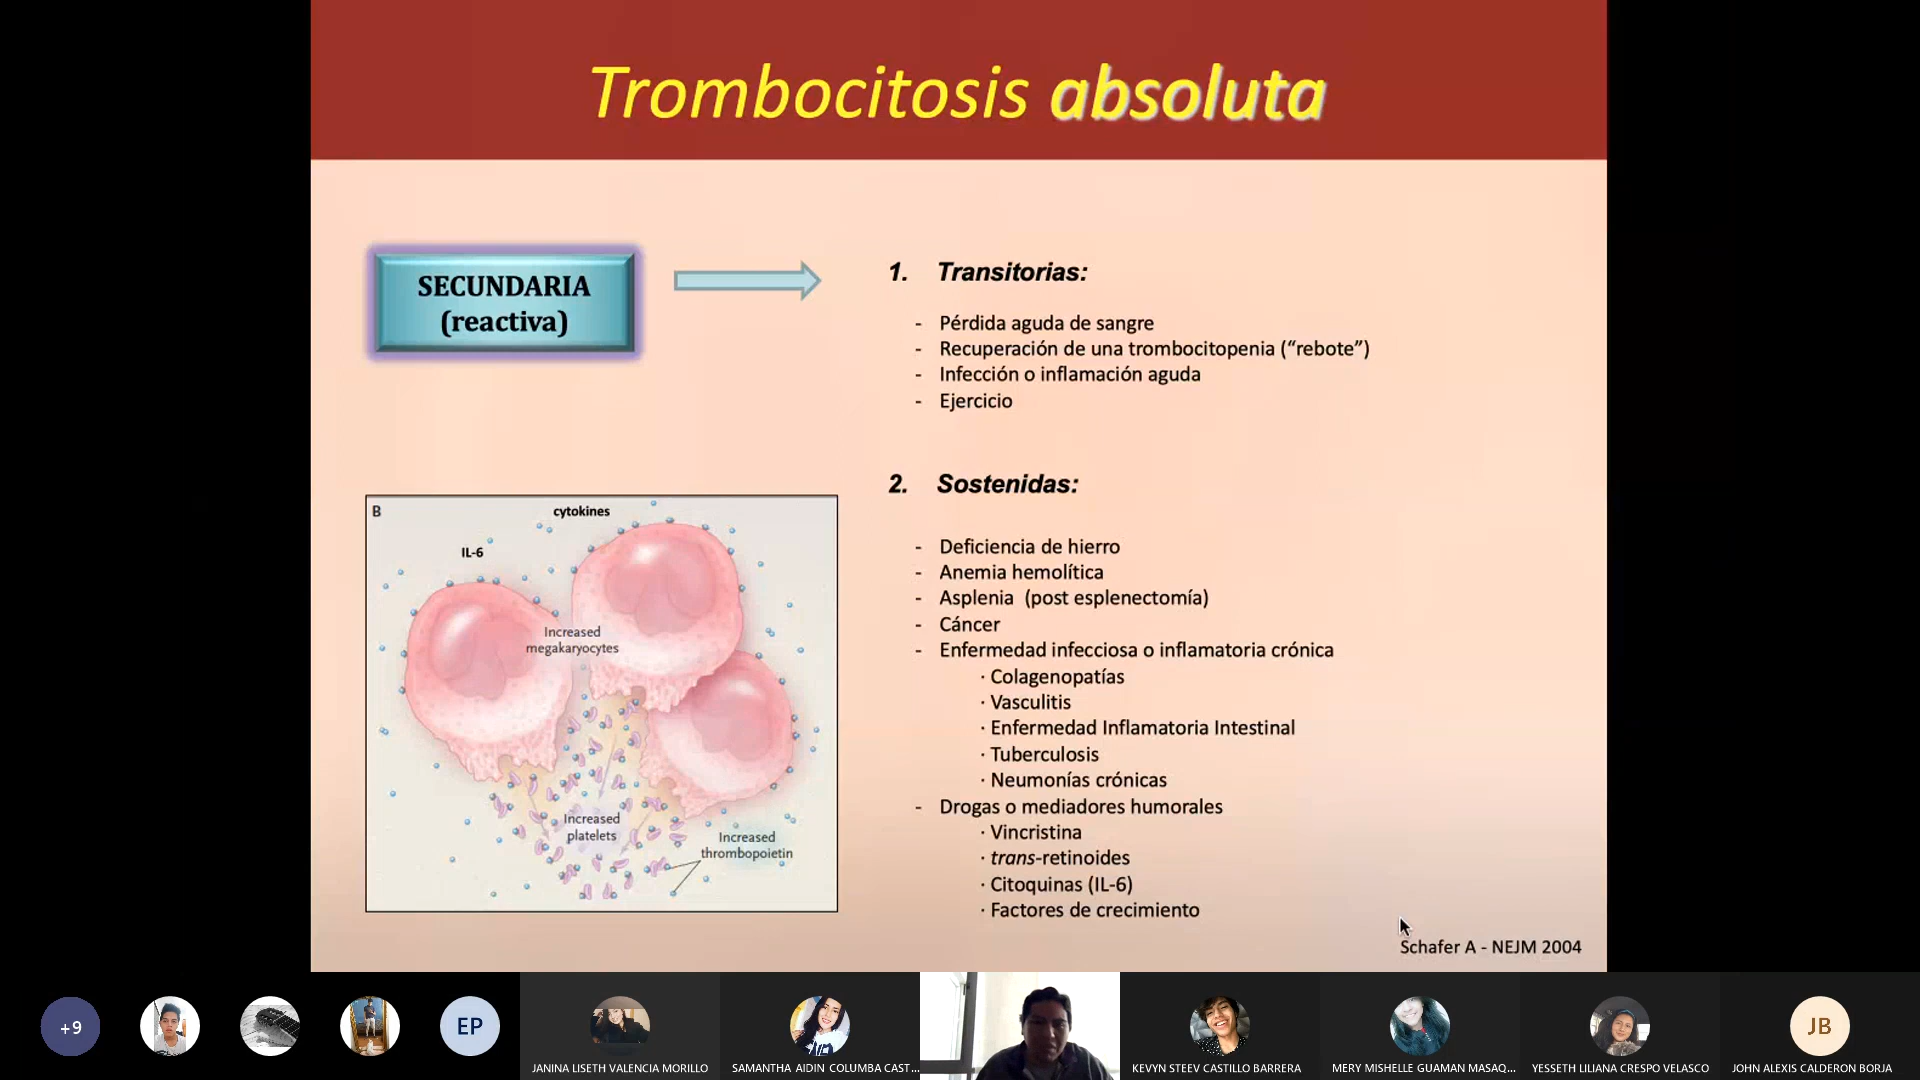 Trombocitosis absoluta
SECUNDARIA
(reactiva)
1. Transitorias:
- Pérdida aguda de sangre
- Recuperación de una trombocitopenia (“rebote”)
- Infección o inflamación aguda
- Ejercicio
2. Sostenidas:
- Deficiencia de hierro
- Anemia hemolítica
- Asplenia (post esplenectomía)
- Cáncer
- Enfermedad infecciosa o inflamatoria crónica
· Colagenopatías
· Vasculitis
· Enfermedad Inflamatoria Intestinal
· Tuberculosis
· Neumonías crónicas
- Drogas o mediadores humorales
· Vincristina
· trans-retinoides
· Citoquinas (IL-6)
· Factores de crecimiento
B
cytokines
IL-6
Increased
megakaryocytes
Increased
platelets
Increased
thrombopoietin
Schafer A - NEJM 2004
+9
EP
JANINA LISETH VALENCIA MORILLO
SAMANTHA AIDIN COLUMBA CAST...
KEVYN STEEV CASTILLO BARRERA
MERY MISHELLE GUAMAN MASAQ...
YESSETH LILIANA CRESPO VELASCO
JB
JOHN ALEXIS CALDERON BORJA